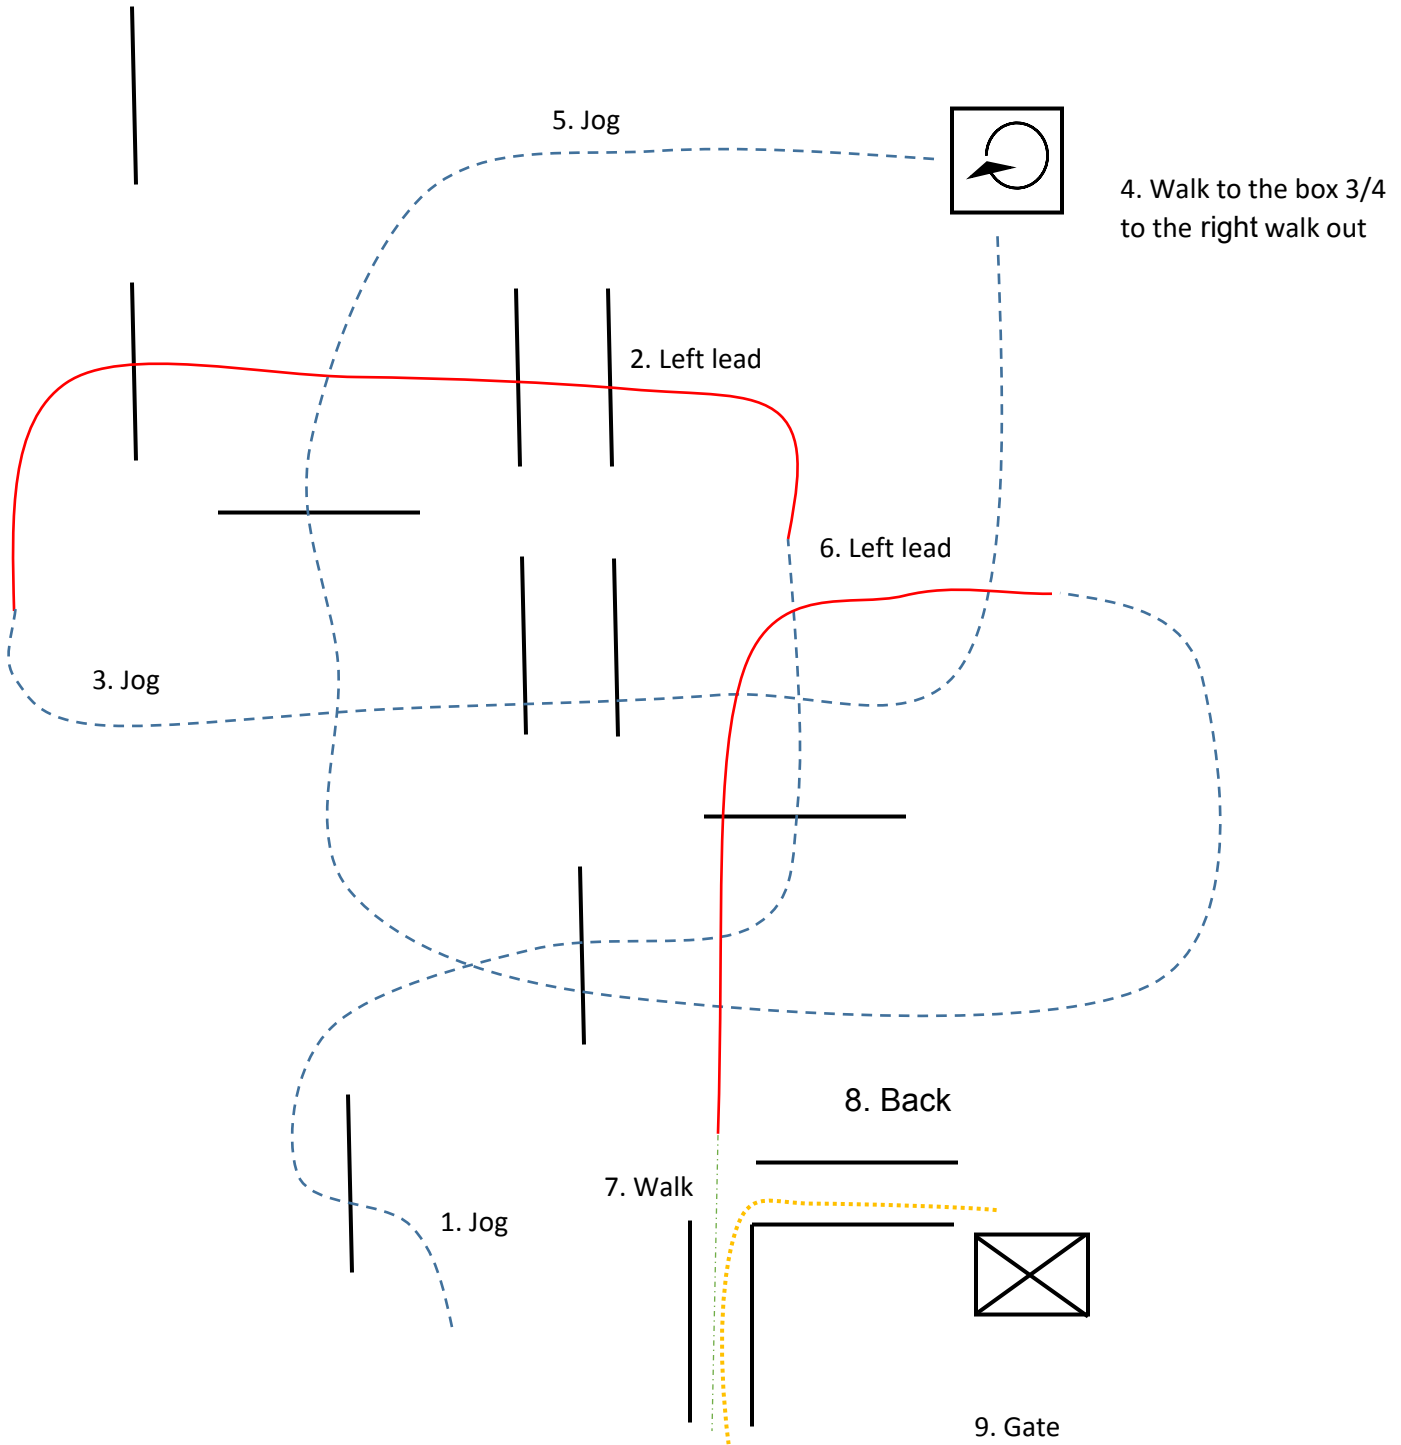 5. Jog
4. Walk to the box 3/4
to the right walk out
2. Left lead
6. Left lead
3. Jog
8. Back
7. Walk
1. Jog
9. Gate